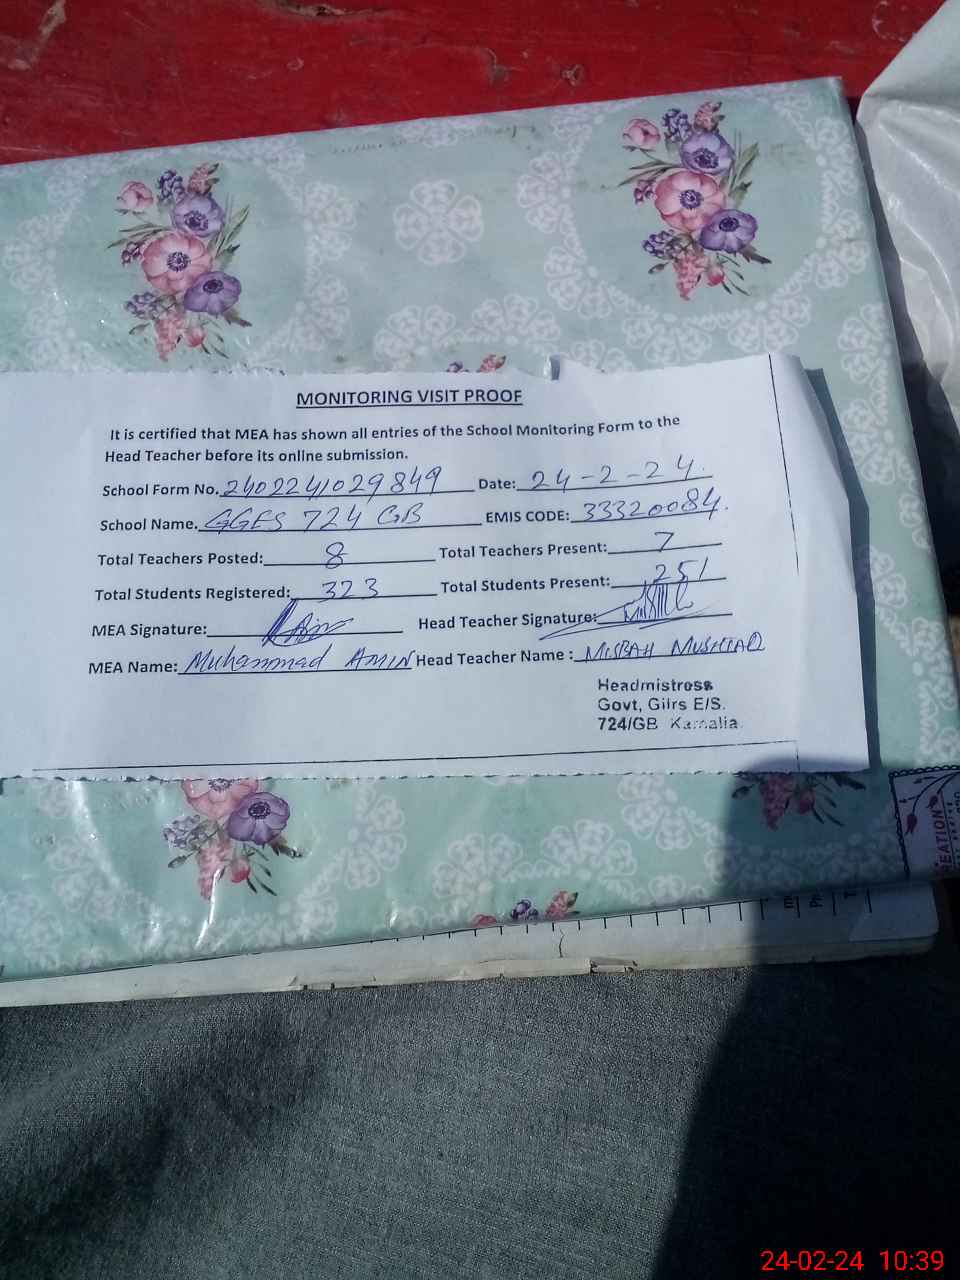 MONITORING VISIT PROOF
It is certified that MEA has shown all entries of the School Monitoring Form to the
Head Teacher before its online submission.
School Form No. 2402241029849 Date: 24-2-24.
School Name. GGES 724 GB EMIS CODE: 33320084.
Total Teachers Posted: 8 Total Teachers Present: 7
Total Students Registered: 323 Total Students Present: 251
MEA Signature: Head Teacher Signature:
MEA Name: Muhammad AMIN Head Teacher Name : MISBAH MUSHTAQ
Headmistross
Govt, Gilrs E/S.
724/GB Kamalia.
EATION
24-02-24 10:39